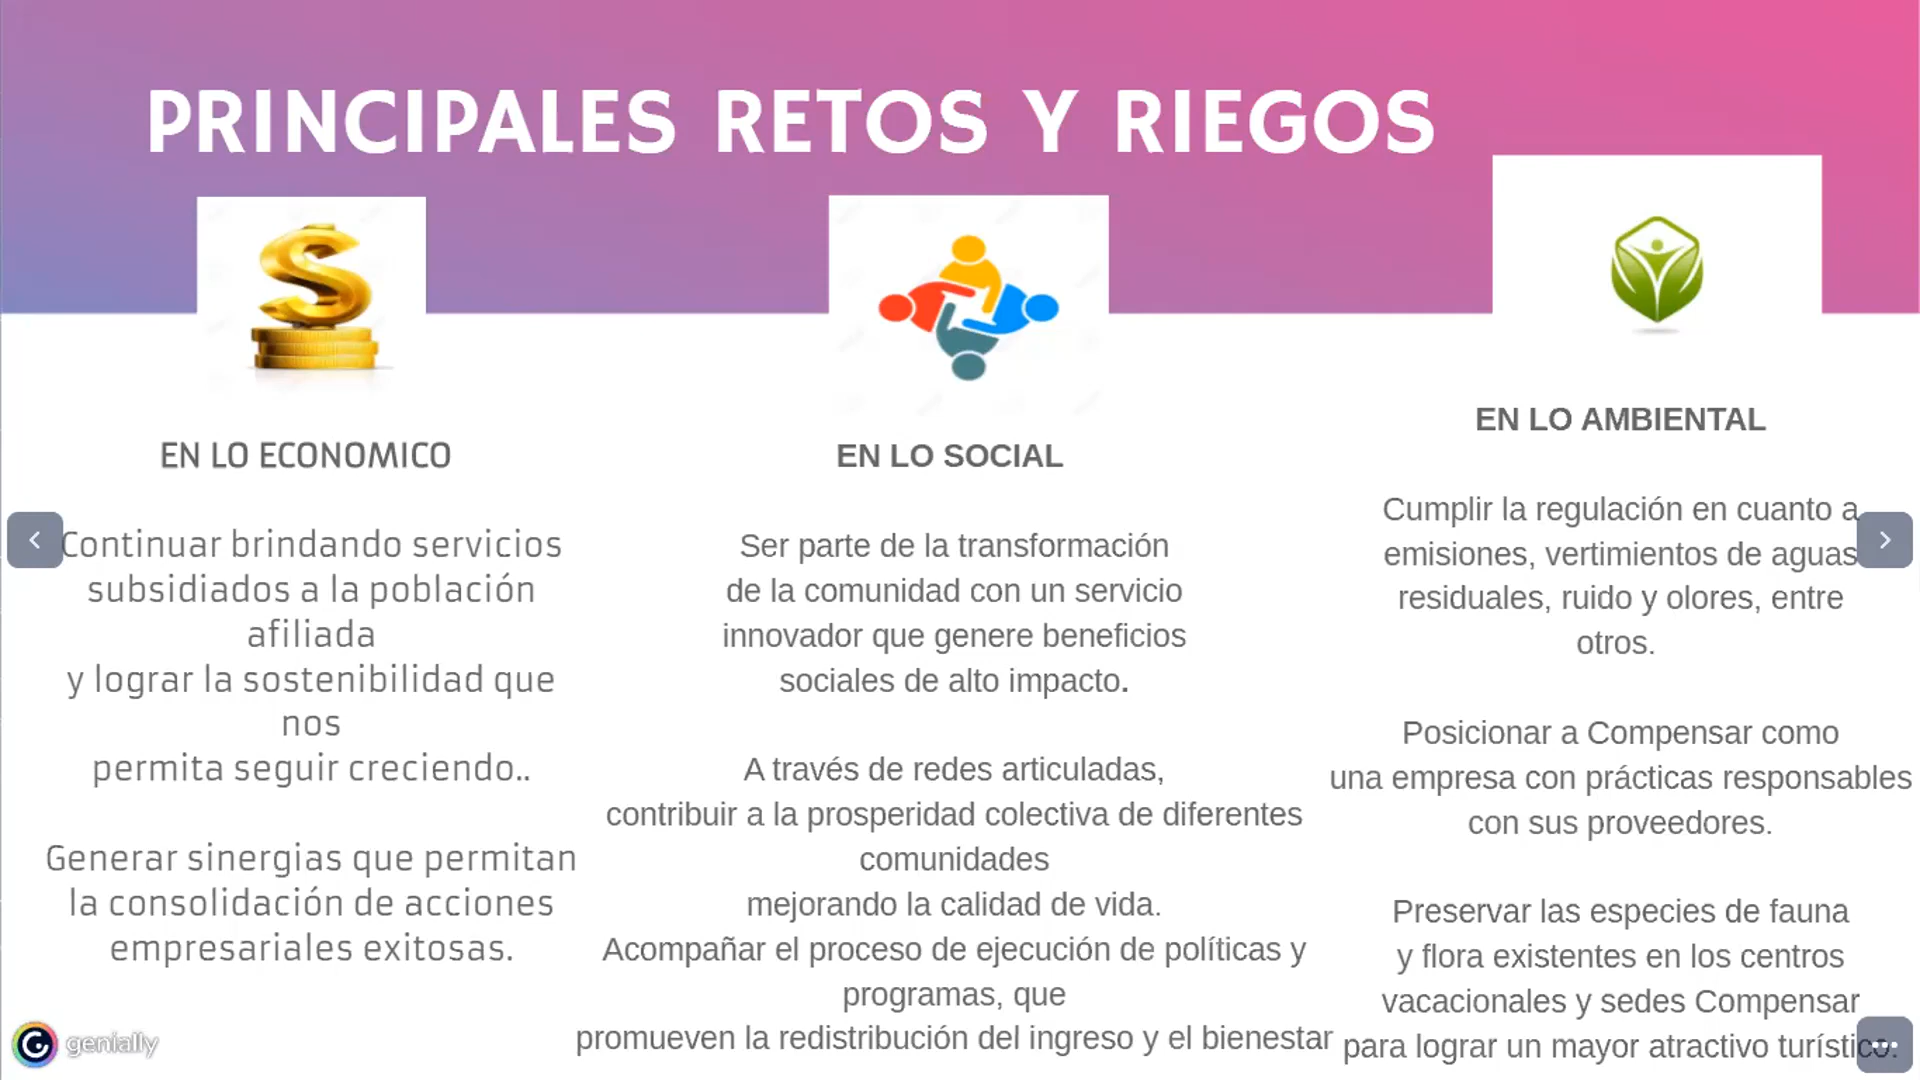 PRINCIPALES RETOS Y RIEGOS
EN LO ECONOMICO
Continuar brindando servicios
subsidiados a la población
afiliada
y lograr la sostenibilidad que
nos
permita seguir creciendo..
Generar sinergias que permitan
la consolidación de acciones
empresariales exitosas.
EN LO SOCIAL
Ser parte de la transformación
de la comunidad con un servicio
innovador que genere beneficios
sociales de alto impacto.
A través de redes articuladas,
contribuir a la prosperidad colectiva de diferentes
comunidades
mejorando la calidad de vida.
Acompañar el proceso de ejecución de políticas y
programas, que
promueven la redistribución del ingreso y el bienestar
EN LO AMBIENTAL
Cumplir la regulación en cuanto a
emisiones, vertimientos de aguas
residuales, ruido y olores, entre
otros.
Posicionar a Compensar como
una empresa con prácticas responsables
con sus proveedores.
Preservar las especies de fauna
y flora existentes en los centros
vacacionales y sedes Compensar
para lograr un mayor atractivo turístico.
genially